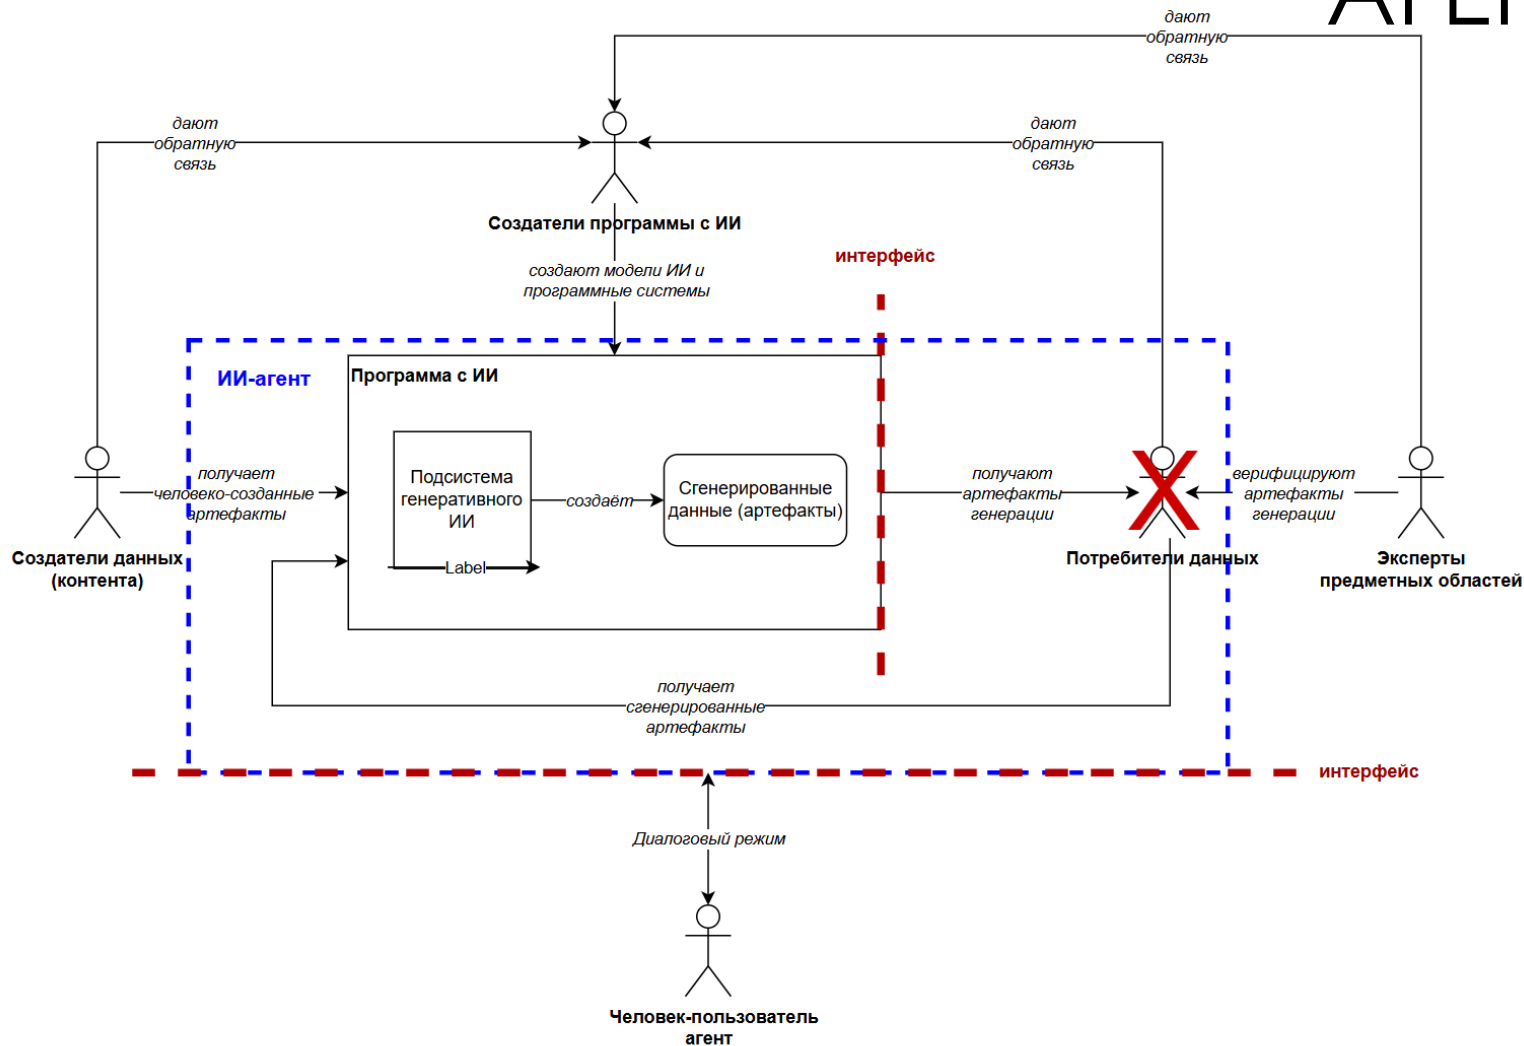 дают
обратную
связь
дают
обратную
связь
дают
обратную
связь
Создатели программы с ИИ
интерфейс
создают модели ИИ и
программные системы
ИИ-агент
Программа с ИИ
Подсистема
генеративного
ИИ
создаёт
Сгенерированные
данные (артефакты)
Label
получает
человеко-созданные
артефакты
получают
артефакты
генерации
верифицируют
артефакты
генерации
Создатели данных
(контента)
Потребители данных
Эксперты
предметных областей
получает
сгенерированные
артефакты
интерфейс
Диалоговый режим
Человек-пользователь
агент